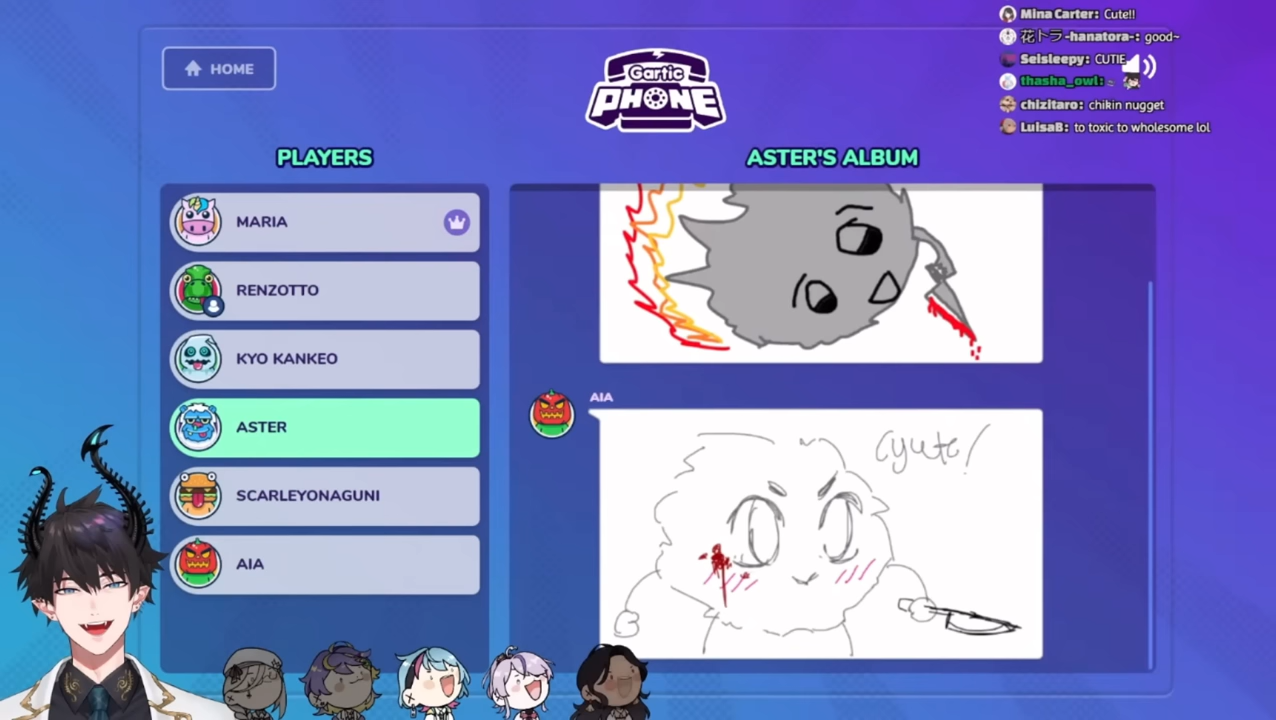 HOME
Gartic
PHONE
Mina Carter: Cute!!
花トラ-hanatora-: good~
Selsleepy: CUTIE
thasha_owl:
chizitaro: chikin nugget
LuisaB: to toxic to wholesome lol
PLAYERS
ASTER'S ALBUM
MARIA
RENZOTTO
KYO KANKEO
ASTER
SCARLEYONAGUNI
AIA
AIA
cyute!